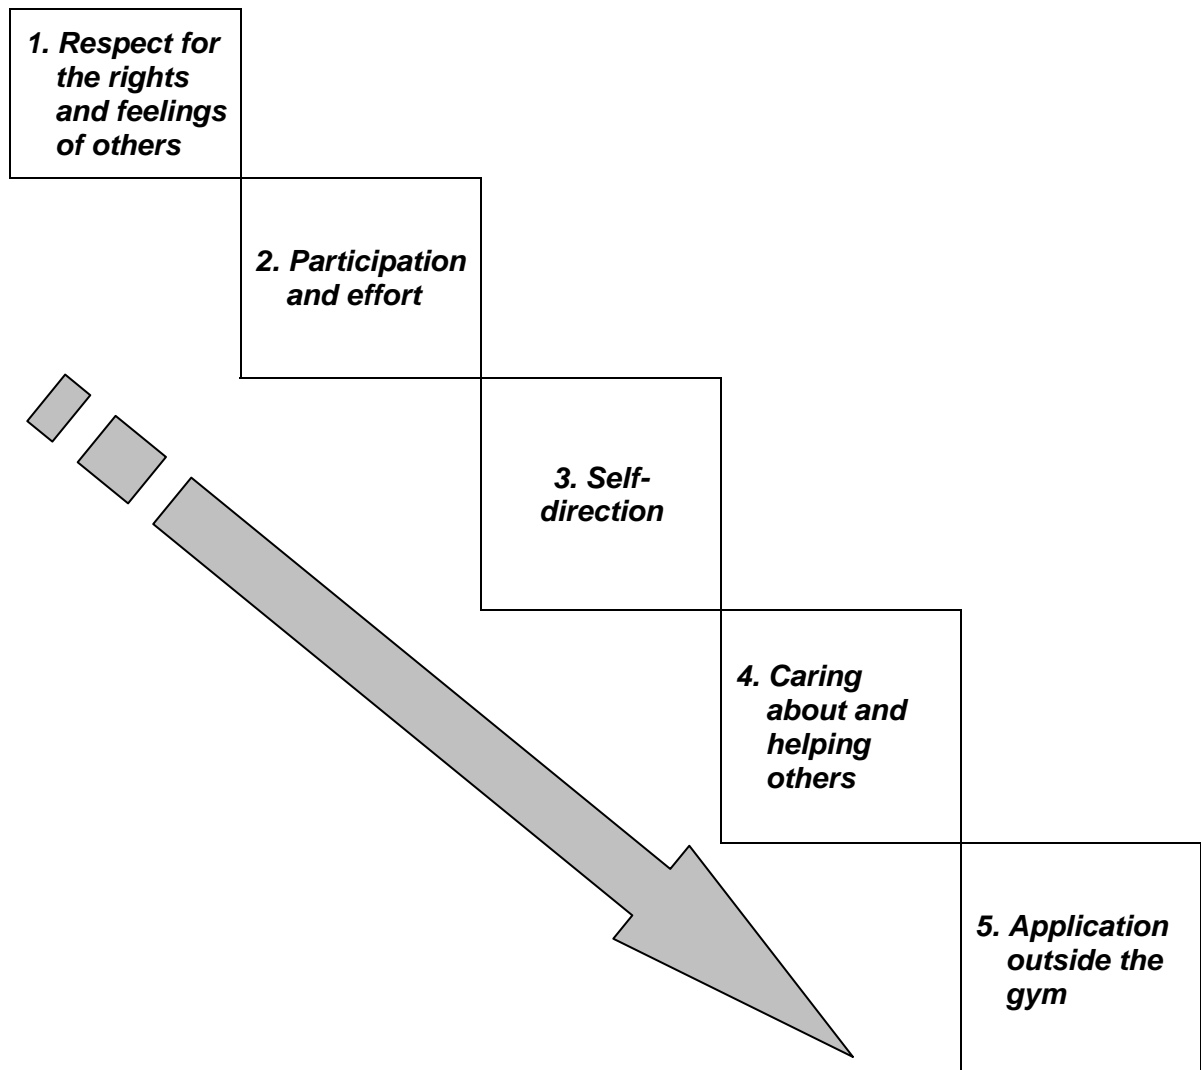 1. Respect for
the rights
and feelings
of others
2. Participation
and effort
3. Self-
direction
4. Caring
about and
helping
others
5. Application
outside the
gym